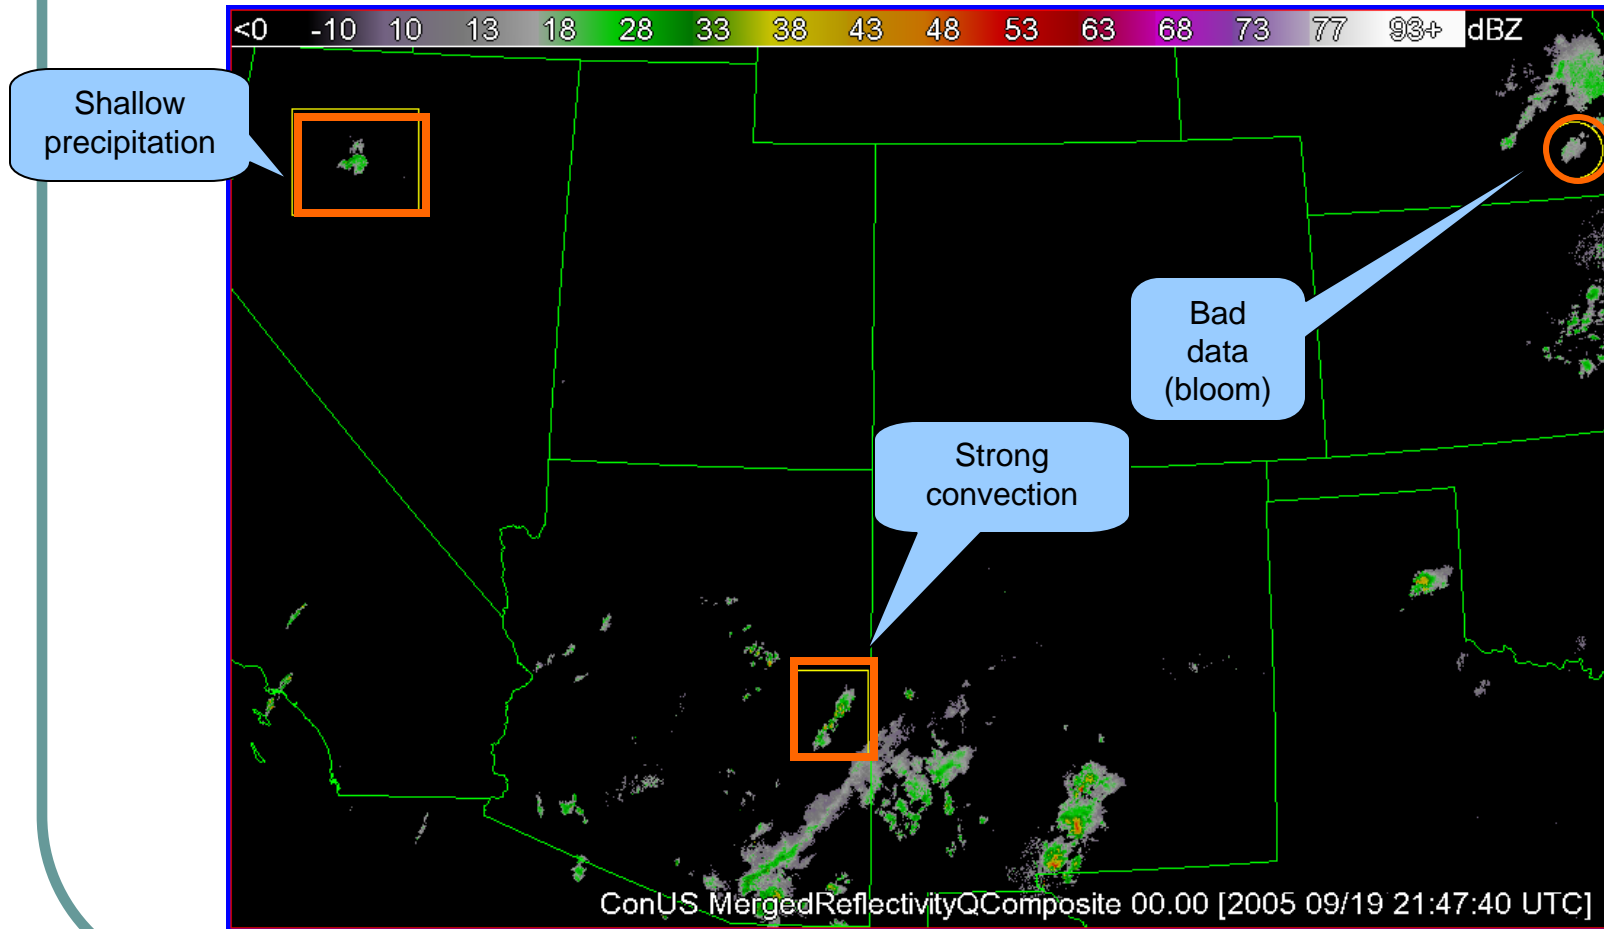 <0 -10 10 13 18 28 33 38 43 48 53 63 68 73 77 93+ dBZ
Shallow
precipitation
Bad
data
(bloom)
Strong
convection
ConUS MergedReflectivityQComposite 00.00 [2005 09/19 21:47:40 UTC]